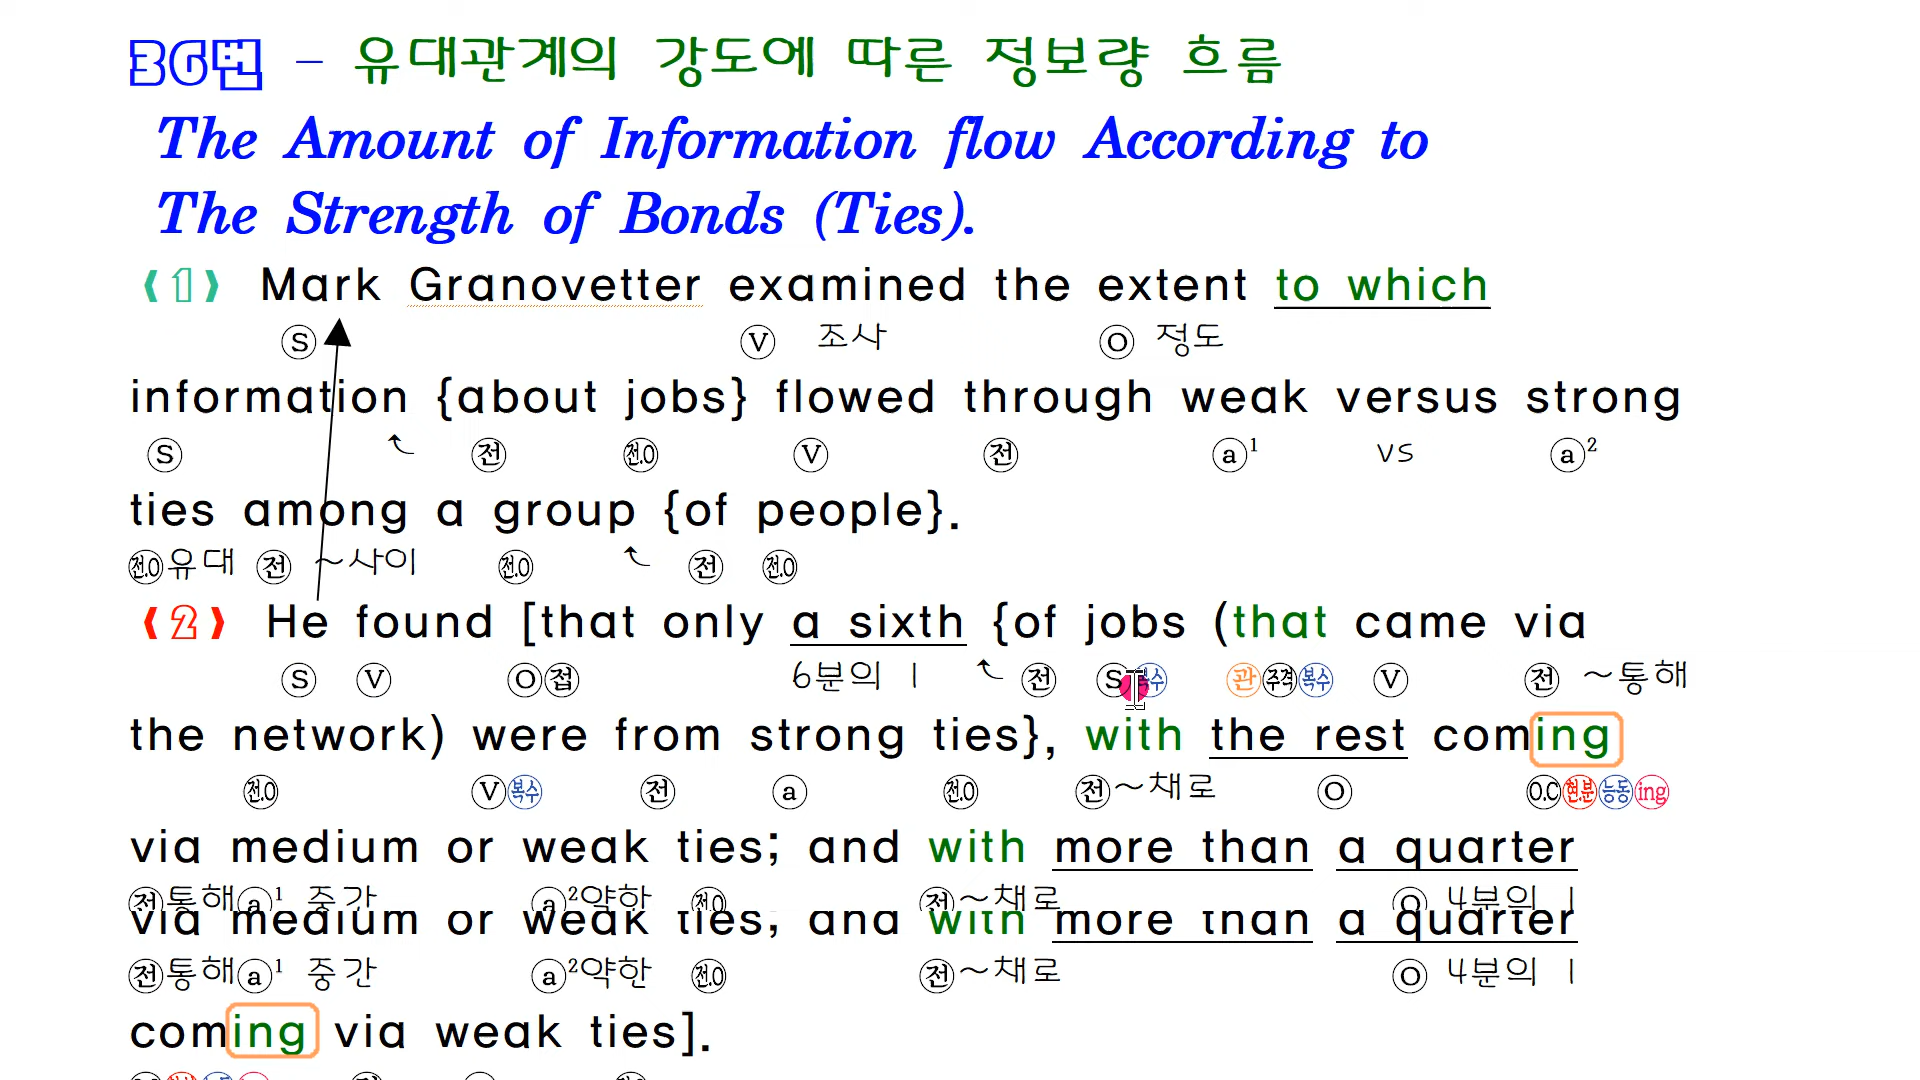 36번 – 유대관계의 강도에 따른 정보량 흐름
The Amount of Information flow According to
The Strength of Bonds (Ties).
(1) Mark Granovetter examined the extent to which
S V 조사 O 정도
information {about jobs} flowed through weak versus strong
S 전 전.O V 전 a1 vs a2
ties among a group {of people}.
전.O 유대 전 ~사이 전.O 전 전.O
(2) He found [that only a sixth {of jobs (that came via
S V O 접 6분의 1 전 S 복수 관 주격 복수 V 전 ~통해
the network) were from strong ties}, with the rest coming
전.O V 복수 전 a 전.O 전 ~채로 O O.C 현.분 능동 ing
via medium or weak ties; and with more than a quarter
전 통해 a1 중간 a2 약한 전.O 전 ~채로 O 4분의 1
via medium or weak ties, and with more than a quarter
전 통해 a1 중간 a2 약한 전.O 전 ~채로 O 4분의 1
coming via weak ties].